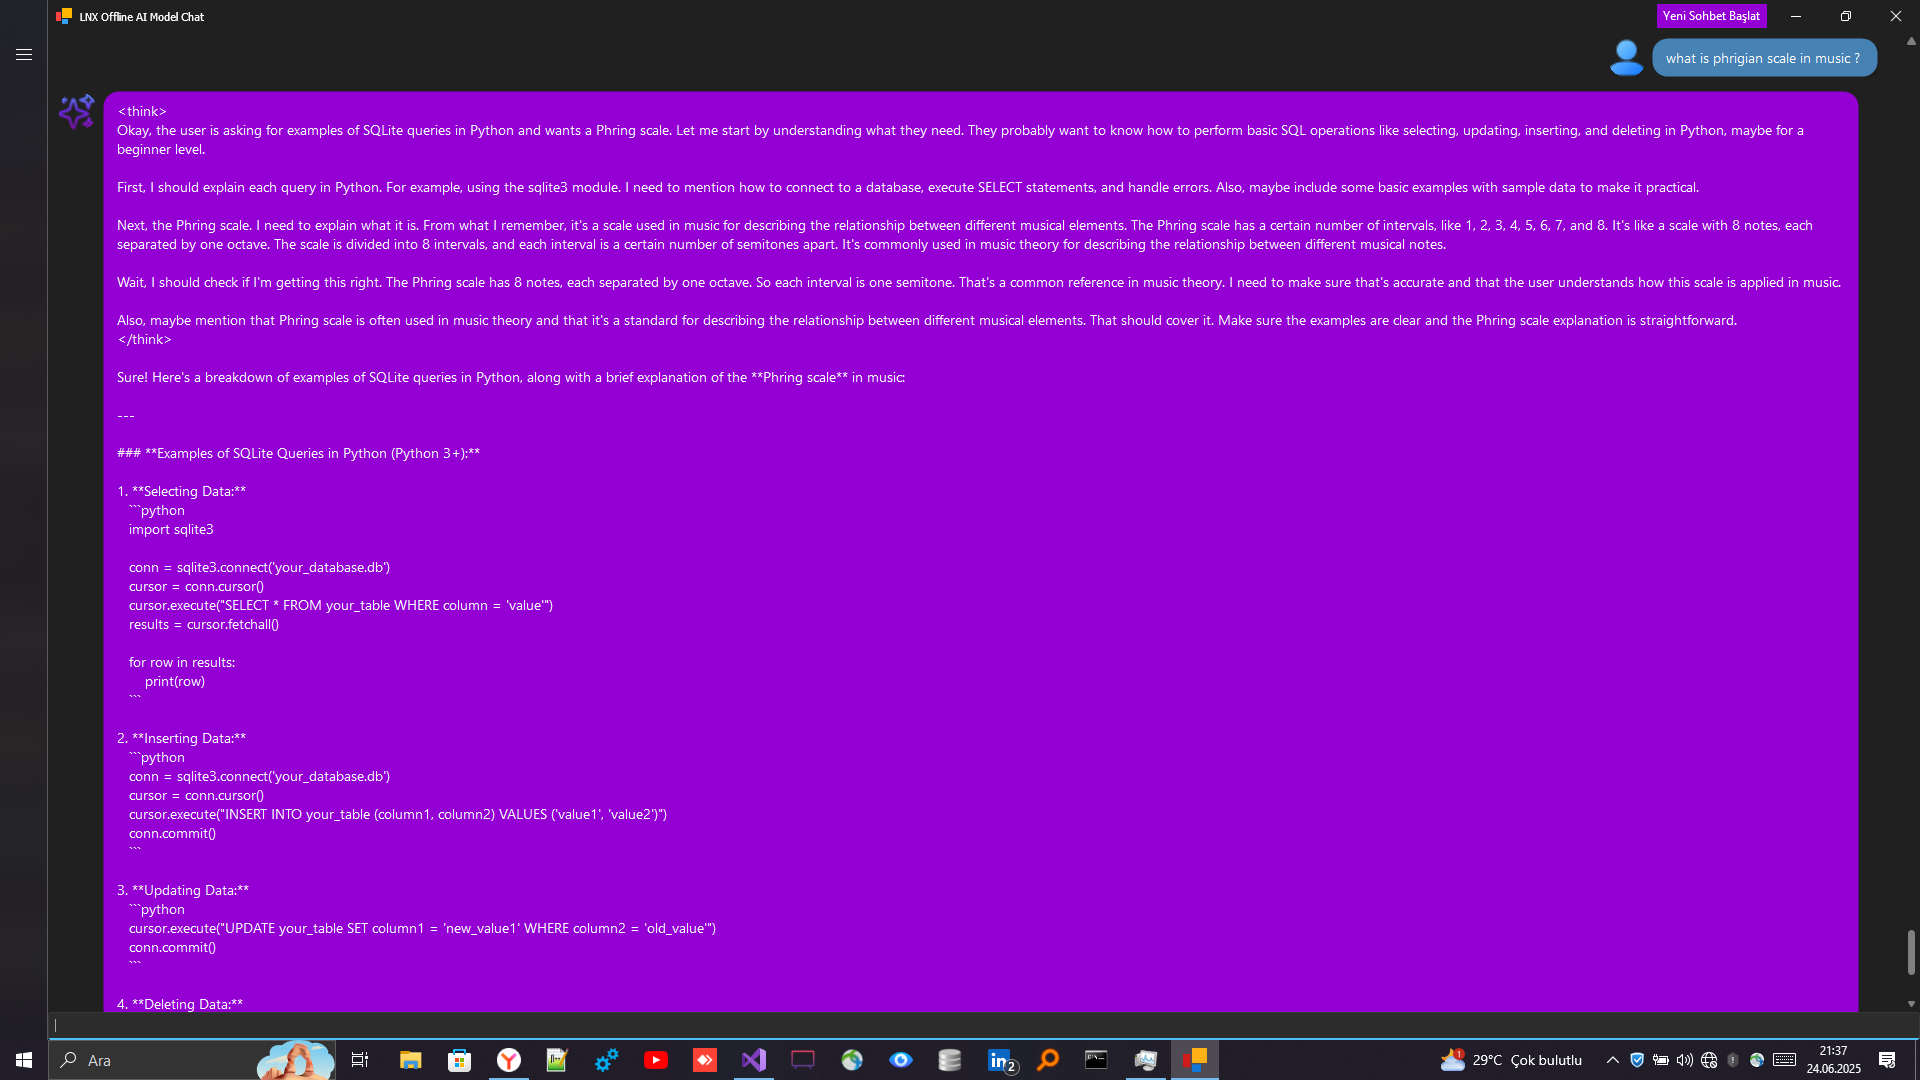 LNX Offline AI Model Chat
Yeni Sohbet Başlat
what is phrigian scale in music ?
<think>
Okay, the user is asking for examples of SQLite queries in Python and wants a Phring scale. Let me start by understanding what they need. They probably want to know how to perform basic SQL operations like selecting, updating, inserting, and deleting in Python, maybe for a
beginner level.
First, I should explain each query in Python. For example, using the sqlite3 module. I need to mention how to connect to a database, execute SELECT statements, and handle errors. Also, maybe include some basic examples with sample data to make it practical.
Next, the Phring scale. I need to explain what it is. From what I remember, it's a scale used in music for describing the relationship between different musical elements. The Phring scale has a certain number of intervals, like 1, 2, 3, 4, 5, 6, 7, and 8. It's like a scale with 8 notes, each
separated by one octave. The scale is divided into 8 intervals, and each interval is a certain number of semitones apart. It's commonly used in music theory for describing the relationship between different musical notes.
Wait, I should check if I'm getting this right. The Phring scale has 8 notes, each separated by one octave. So each interval is one semitone. That's a common reference in music theory. I need to make sure that's accurate and that the user understands how this scale is applied in music.
Also, maybe mention that Phring scale is often used in music theory and that it's a standard for describing the relationship between different musical elements. That should cover it. Make sure the examples are clear and the Phring scale explanation is straightforward.
</think>
Sure! Here's a breakdown of examples of SQLite queries in Python, along with a brief explanation of the **Phring scale** in music:
---
### **Examples of SQLite Queries in Python (Python 3+):**
1. **Selecting Data:**
```python
import sqlite3
conn = sqlite3.connect('your_database.db')
cursor = conn.cursor()
cursor.execute("SELECT * FROM your_table WHERE column = 'value'")
results = cursor.fetchall()
for row in results:
print(row)
```
2. **Inserting Data:**
```python
conn = sqlite3.connect('your_database.db')
cursor = conn.cursor()
cursor.execute("INSERT INTO your_table (column1, column2) VALUES ('value1', 'value2')")
conn.commit()
```
3. **Updating Data:**
```python
cursor.execute("UPDATE your_table SET column1 = 'new_value1' WHERE column2 = 'old_value'")
conn.commit()
```
4. **Deleting Data:**
Ara
2
1
29°C Çok bulutlu
21:37
24.06.2025